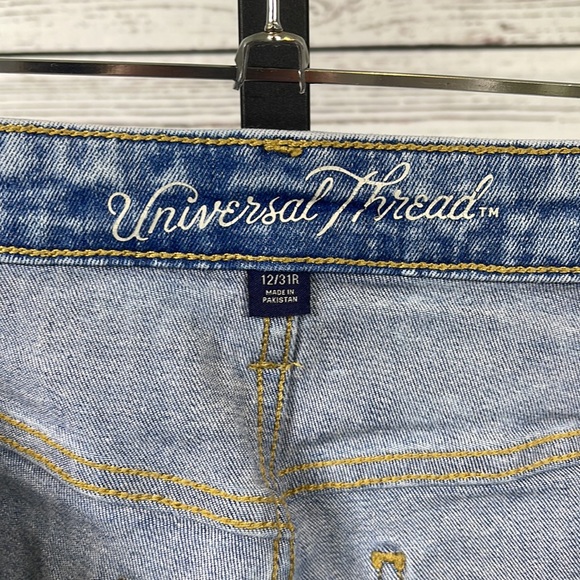 Universal Thread™
12/31R
MADE IN
PAKISTAN